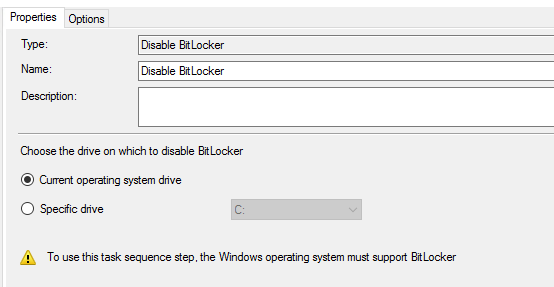 Properties Options
Type: Disable BitLocker
Name: Disable BitLocker
Description:
Choose the drive on which to disable BitLocker
Current operating system drive
Specific drive C:
To use this task sequence step, the Windows operating system must support BitLocker